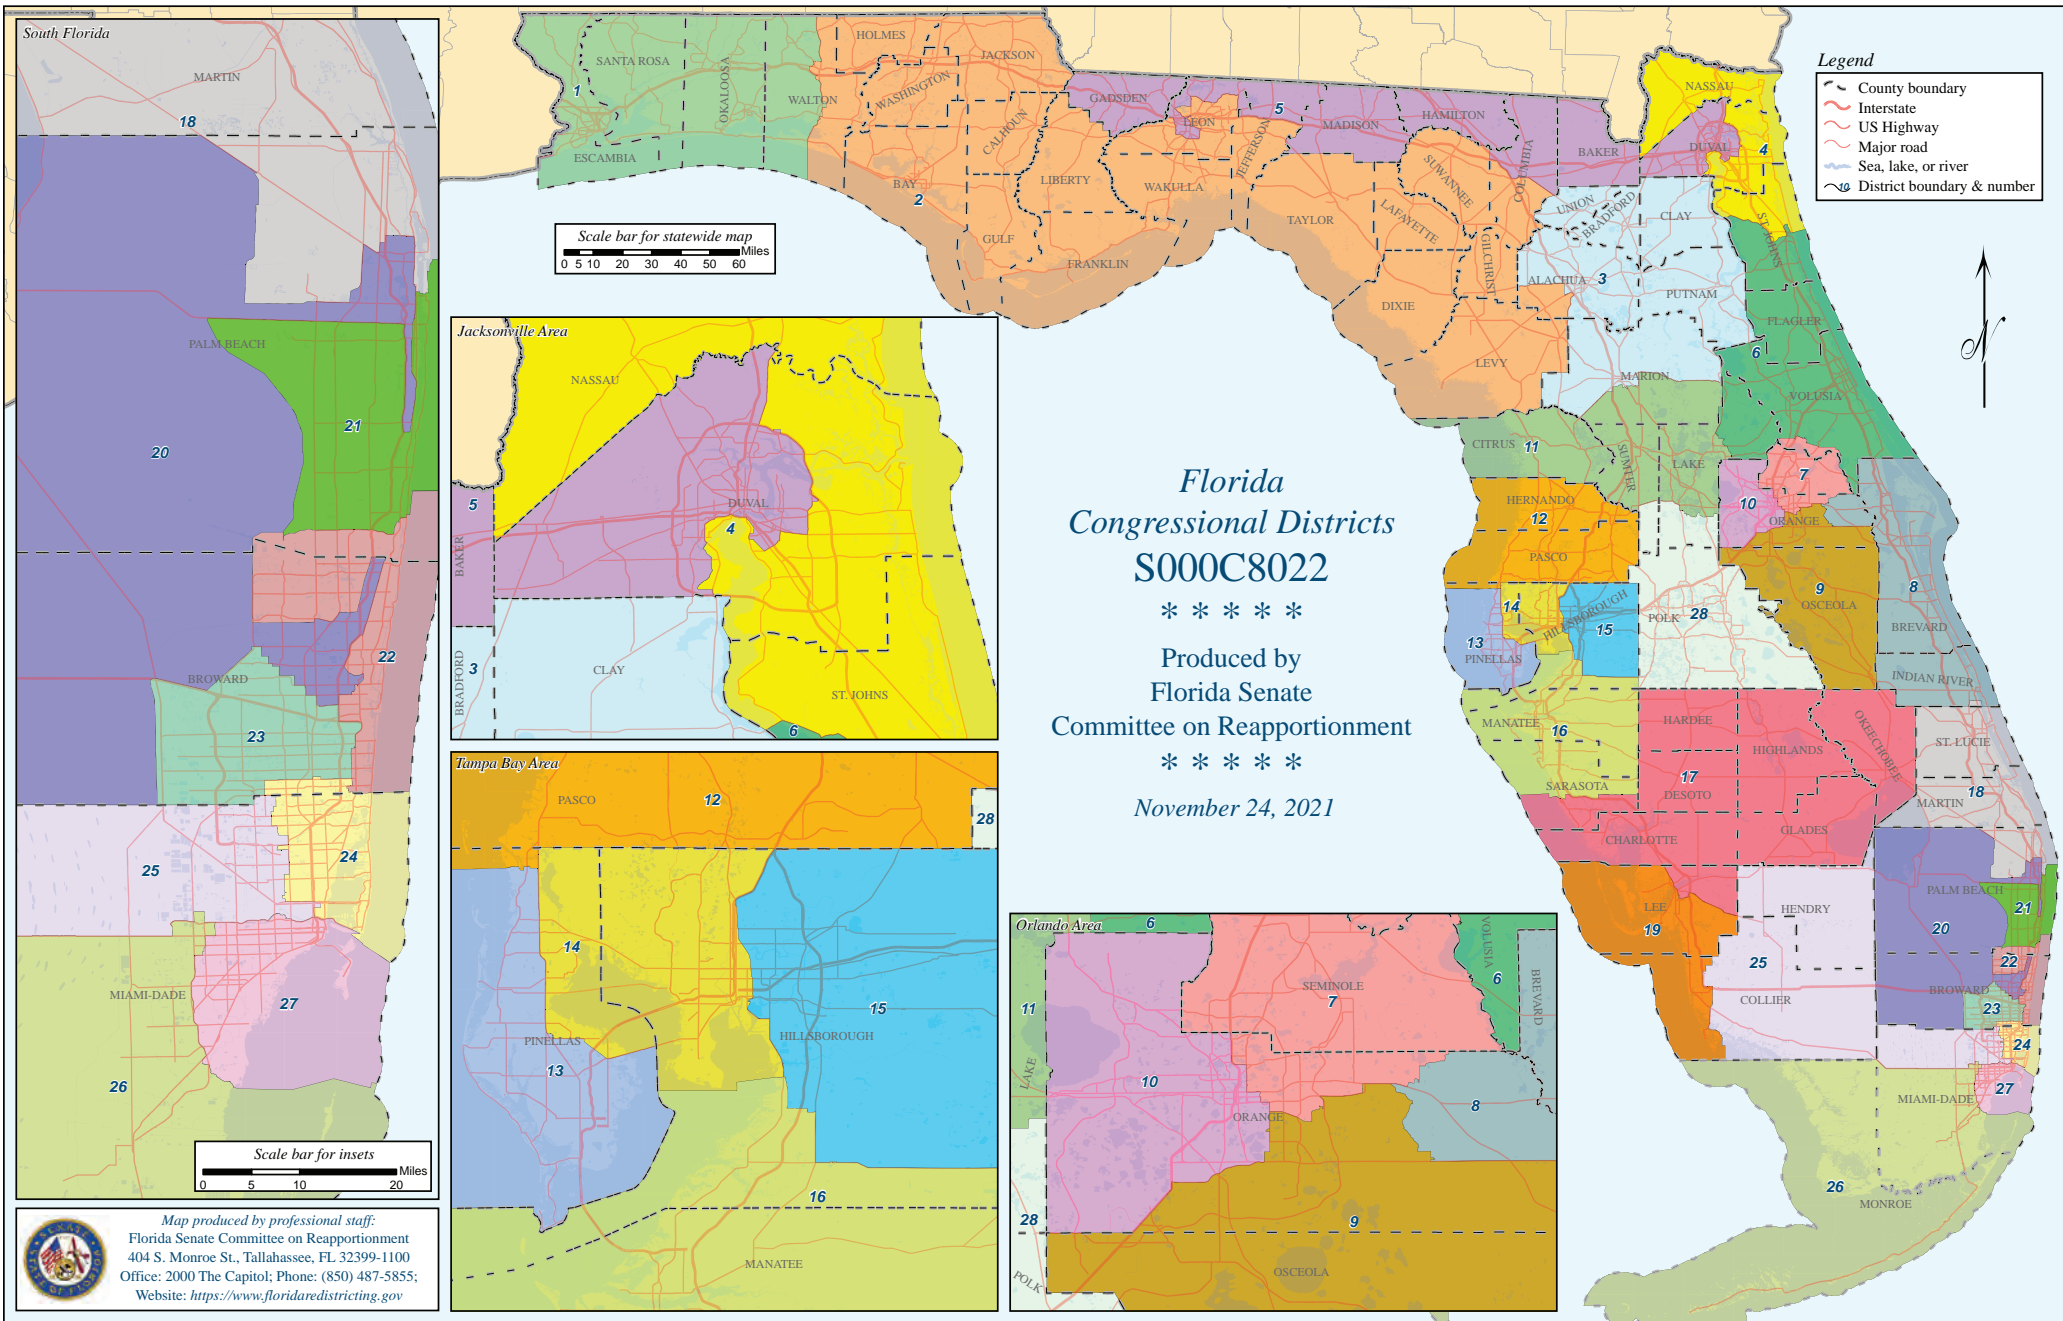 South Florida
MARTIN
18
PALM BEACH
21
20
22
BROWARD
23
24
25
MIAMI-DADE
27
26
Scale bar for insets
Miles
0 5 10 20
Map produced by professional staff:
Florida Senate Committee on Reapportionment
404 S. Monroe St., Tallahassee, FL 32399-1100
Office: 2000 The Capitol; Phone: (850) 487-5855;
Website: https://www.floridaredistricting.gov
HOLMES
JACKSON
SANTA ROSA
OKALOOSA
WALTON
WASHINGTON
1
ESCAMBIA
CALHOUN
BAY
2
LIBERTY
GULF
FRANKLIN
GADSDEN
LEON
5
WAKULLA
JEFFERSON
MADISON
HAMILTON
TAYLOR
SUWANNEE
LAFAYETTE
COLUMBIA
BAKER
NASSAU
DUVAL
4
UNION
BRADFORD
CLAY
ST. JOHNS
GILCHRIST
ALACHUA
3
PUTNAM
DIXIE
FLAGLER
6
LEVY
MARION
VOLUSIA
CITRUS
11
SUMTER
LAKE
7
10
ORANGE
HERNANDO
12
PASCO
14
HILLSBOROUGH
15
13
PINELLAS
POLK
28
9
OSCEOLA
8
BREVARD
INDIAN RIVER
MANATEE
16
HARDEE
HIGHLANDS
OKEECHOBEE
ST. LUCIE
SARASOTA
17
DESOTO
18
MARTIN
CHARLOTTE
GLADES
LEE
19
HENDRY
PALM BEACH
21
20
25
22
COLLIER
BROWARD
23
24
27
MIAMI-DADE
26
MONROE
Scale bar for statewide map
Miles
0 5 10 20 30 40 50 60
Legend
County boundary
Interstate
US Highway
Major road
Sea, lake, or river
10 District boundary & number
N
Florida
Congressional Districts
S000C8022
* * * * *
Produced by
Florida Senate
Committee on Reapportionment
* * * * *
November 24, 2021
Jacksonville Area
NASSAU
5
DUVAL
4
BAKER
BRADFORD
3
CLAY
ST. JOHNS
6
Tampa Bay Area
PASCO
12
28
14
15
PINELLAS
HILLSBOROUGH
13
16
MANATEE
Orlando Area
6
VOLUSIA
SEMINOLE
7
6
BREVARD
11
LAKE
10
ORANGE
8
28
9
POLK
OSCEOLA